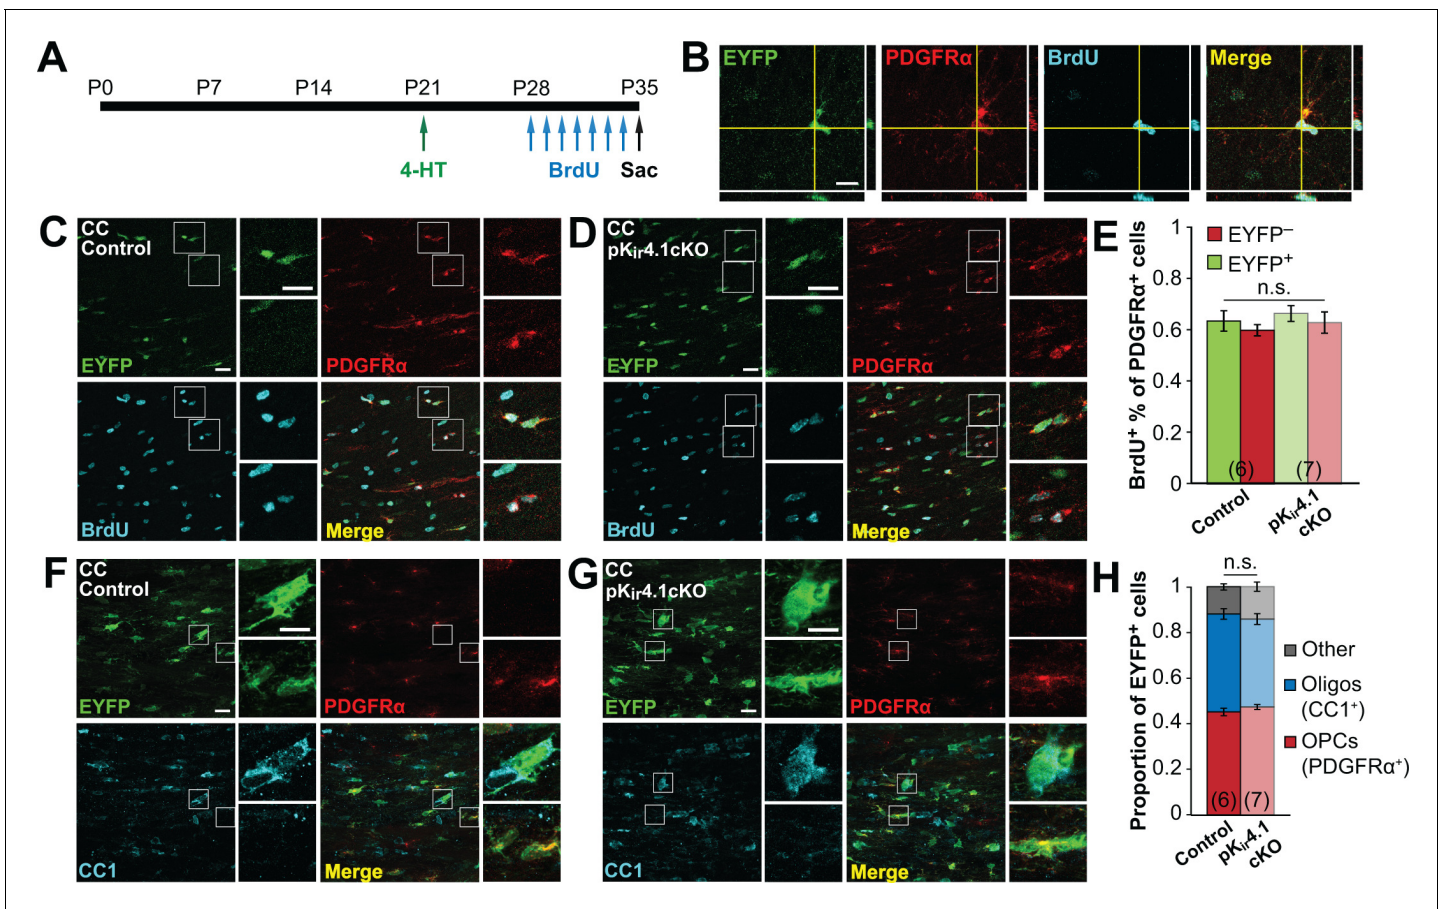 A
P0 P7 P14 P21 P28 P35
4-HT BrdU Sac
B
EYFP PDGFRα BrdU Merge
C
CC
Control
EYFP PDGFRα
BrdU Merge
D
CC
pKir4.1cKO
EYFP PDGFRα
BrdU Merge
E
BrdU+ % of PDGFRα+ cells
1
0.8
0.6
0.4
0.2
0
EYFP–
EYFP+
n.s.
(6) (7)
Control
pKir4.1
cKO
F
CC
Control
EYFP PDGFRα
CC1 Merge
G
CC
pKir4.1cKO
EYFP PDGFRα
CC1 Merge
H
Proportion of EYFP+ cells
n.s.
1
0.8
0.6
0.4
0.2
0
(6) (7)
Control
pKir4.1
cKO
Other
Oligos
(CC1+)
OPCs
(PDGFRα+)